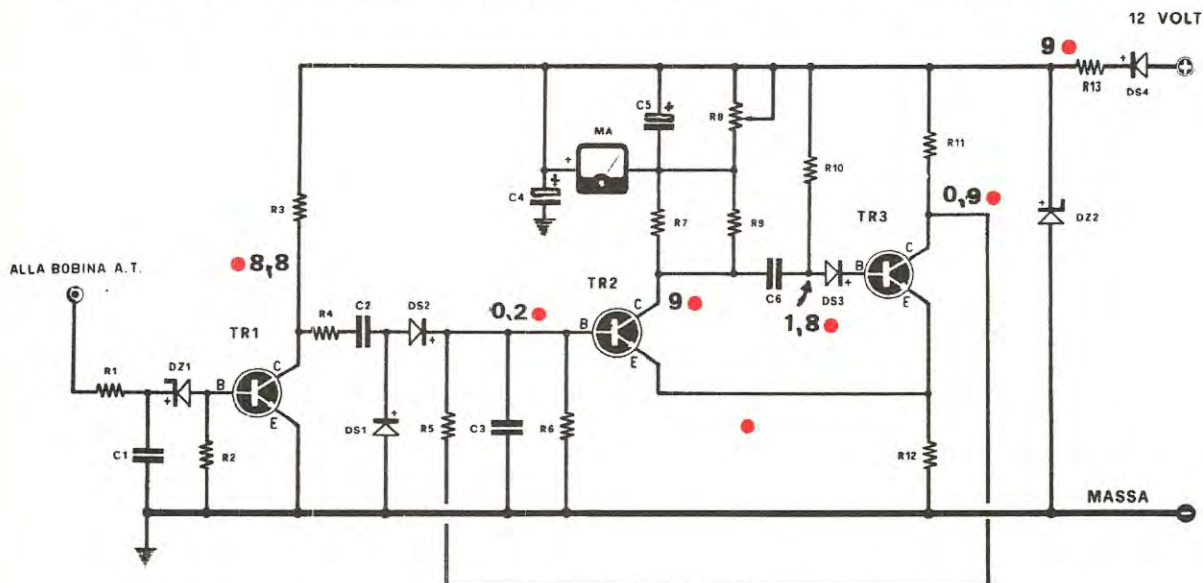 12 VOLT
9
R13
DS4
C5
R8
MA
C4
R3
R10
R11
R7
R9
0,9
TR3
DZ2
8,8
ALLA BOBINA A.T.
TR1
R4
C2
DS2
0,2
TR2
C
9
C6
DS3
B
C
E
1,8
R1
DZ1
B
C
E
B
E
C1
R2
DS1
R5
C3
R6
R12
MASSA